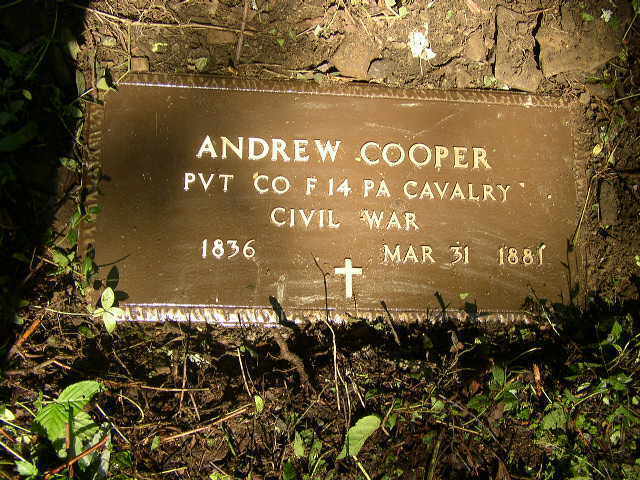 ANDREW COOPER
PVT CO F 14 PA CAVALRY
CIVIL WAR
1836 MAR 31 1881